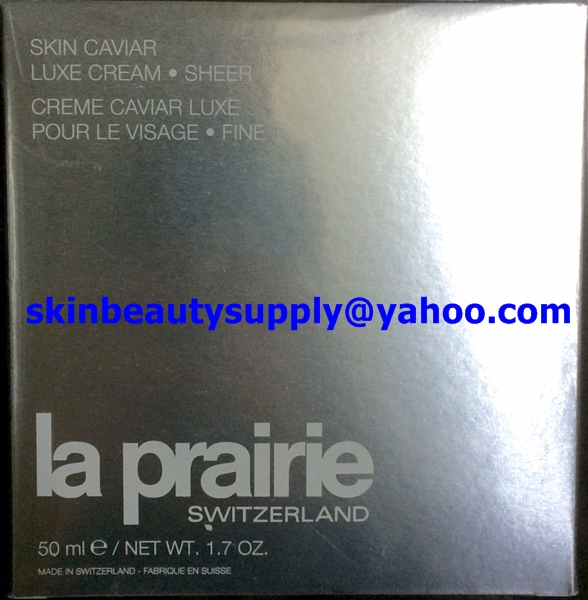 SKIN CAVIAR
LUXE CREAM • SHEER
CREME CAVIAR LUXE
POUR LE VISAGE • FINE
skinbeautysupply@yahoo.com
la prairie
SWITZERLAND
50 ml ℮ / NET WT. 1.7 OZ.
MADE IN SWITZERLAND - FABRIQUE EN SUISSE